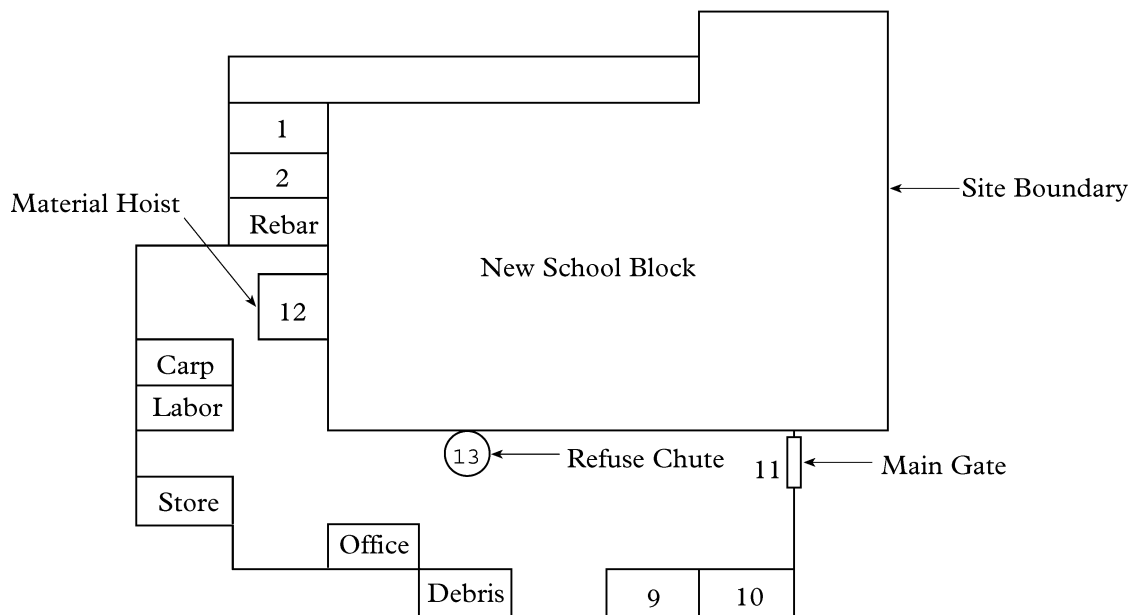 1
2
Site Boundary
Material Hoist
Rebar
New School Block
12
Carp
Labor
13
Refuse Chute
11
Main Gate
Store
Office
Debris
9
10